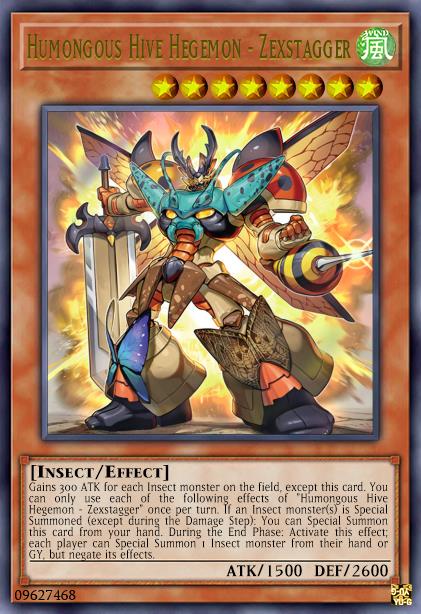 Humongous Hive Hegemon - Zexstagger
WIND
風
[Insect/Effect]
Gains 300 ATK for each Insect monster on the field, except this card. You
can only use each of the following effects of "Humongous Hive
Hegemon - Zexstagger" once per turn. If an Insect monster(s) is Special
Summoned (except during the Damage Step): You can Special Summon
this card from your hand. During the End Phase: Activate this effect;
each player can Special Summon 1 Insect monster from their hand or
GY, but negate its effects.
ATK/1500 DEF/2600
09627468